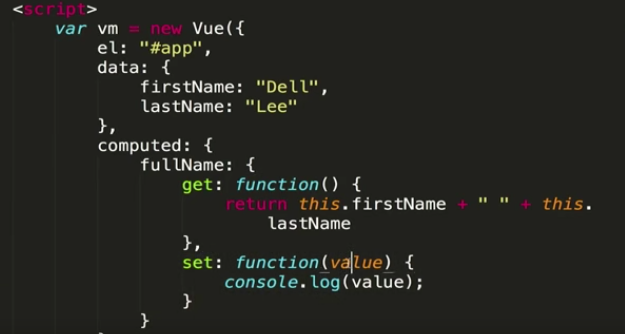 <script>
var vm = new Vue({
el: "#app",
data: {
firstName: "Dell",
lastName: "Lee"
},
computed: {
fullName: {
get: function() {
return this.firstName + " " + this.
lastName
},
set: function(value) {
console.log(value);
}
}